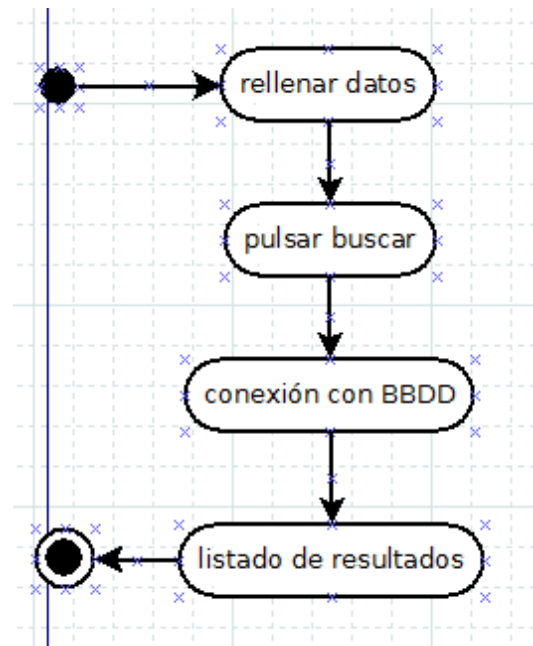 rellenar datos
pulsar buscar
conexión con BBDD
listado de resultados